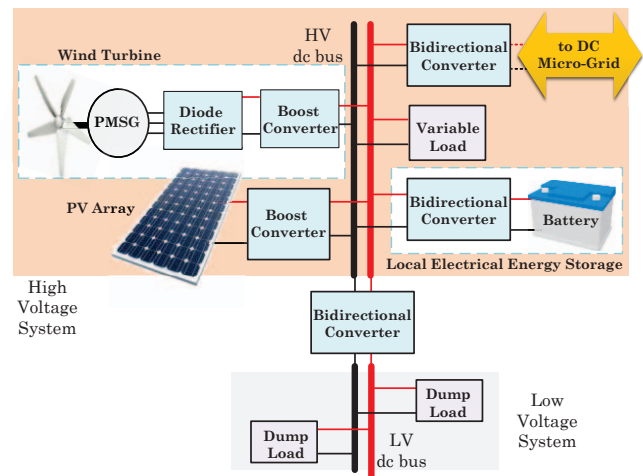 HV
dc bus
Wind Turbine
PMSG
Diode
Rectifier
Boost
Converter
Bidirectional
Converter
to DC
Micro-Grid
Variable
Load
PV Array
Boost
Converter
Bidirectional
Converter
Battery
Local Electrical Energy Storage
High
Voltage
System
Bidirectional
Converter
Dump
Load
Dump
Load
LV
dc bus
Low
Voltage
System